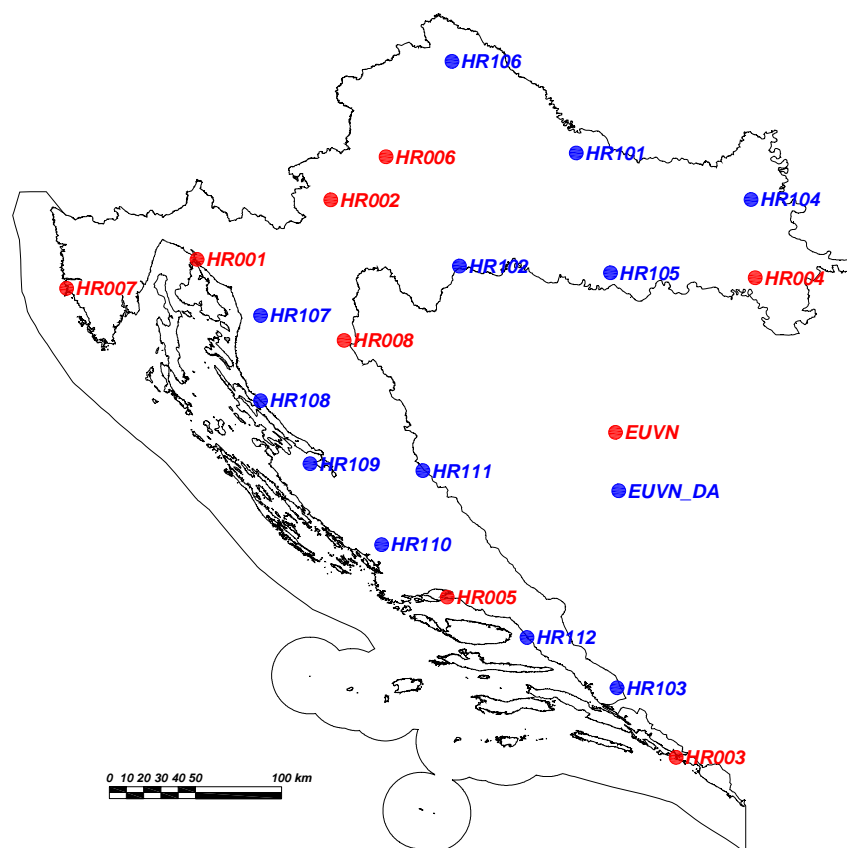 HR106
HR101
HR006
HR002
HR104
HR001
HR102
HR105
HR004
HR007
HR107
HR008
HR108
EUVN
HR109
HR111
EUVN_DA
HR110
HR005
HR112
HR103
HR003
0 10 20 30 40 50 100 km